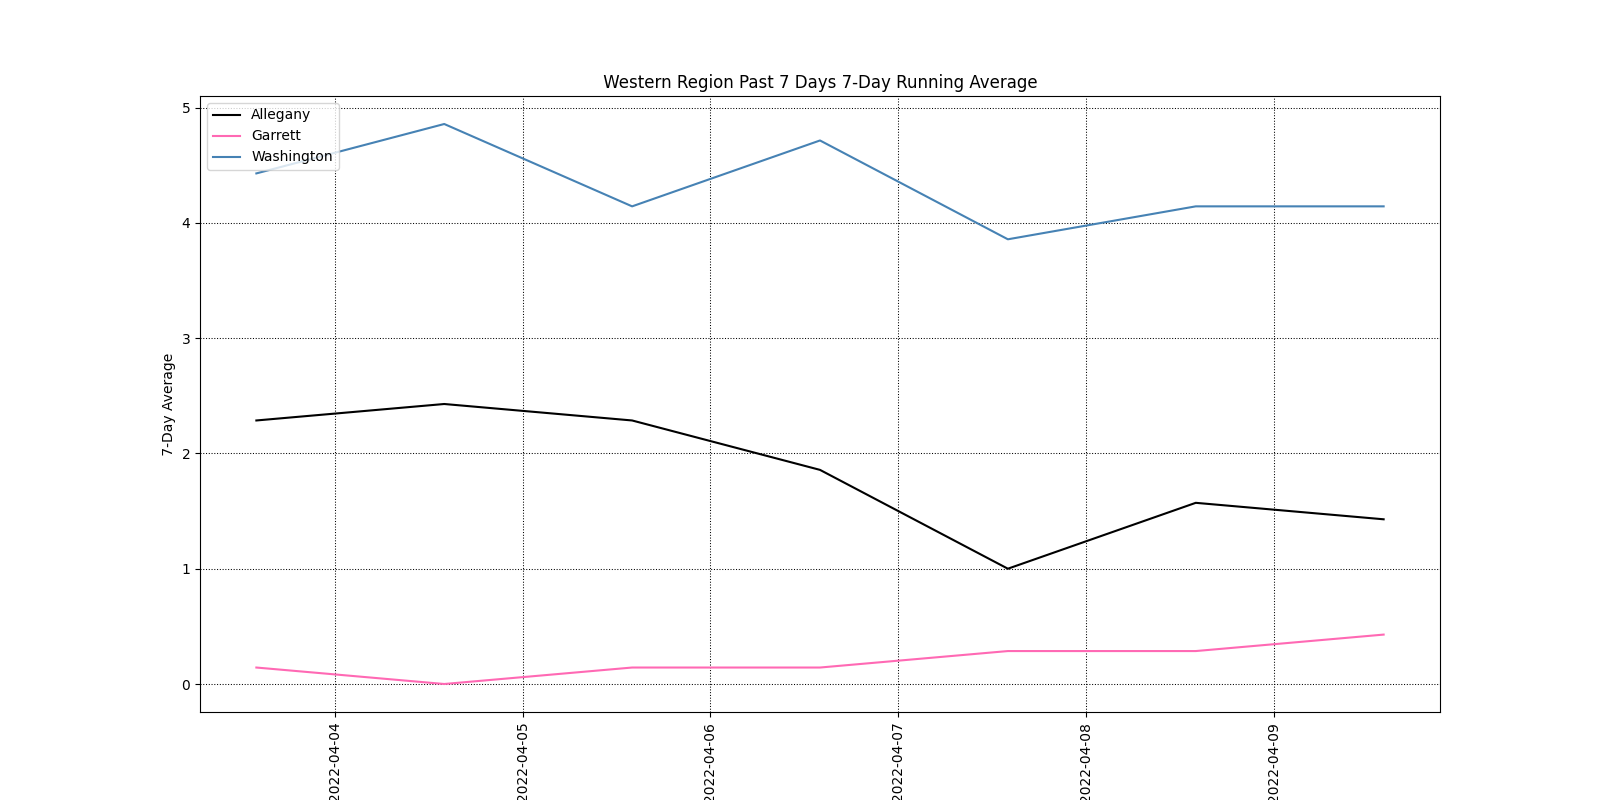 Western Region Past 7 Days 7-Day Running Average
Allegany
Garrett
Washington
7-Day Average
5
4
3
2
1
0
2022-04-04
2022-04-05
2022-04-06
2022-04-07
2022-04-08
2022-04-09